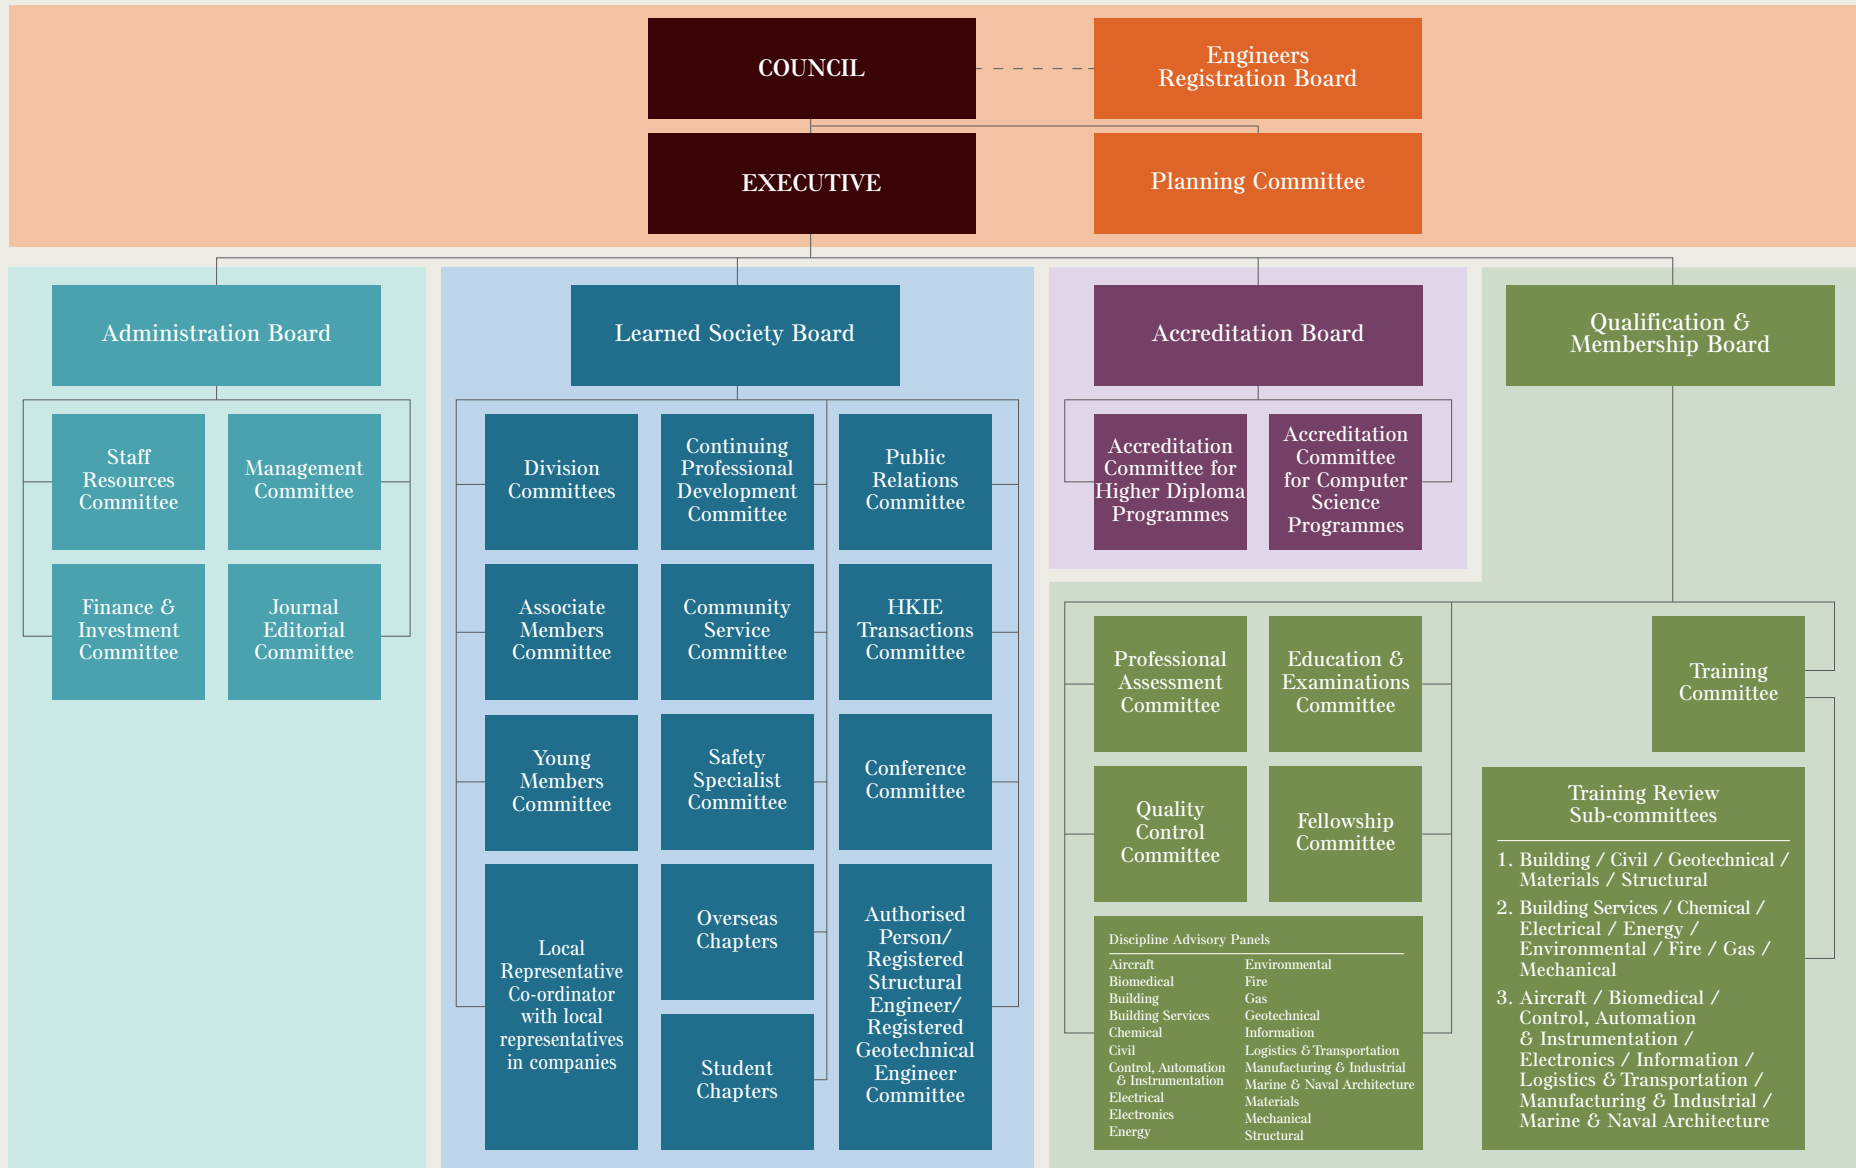 COUNCIL
Engineers
Registration Board
EXECUTIVE
Planning Committee
Administration Board
Staff
Resources
Committee
Management
Committee
Finance &
Investment
Committee
Journal
Editorial
Committee
Learned Society Board
Division
Committees
Continuing
Professional
Development
Committee
Public
Relations
Committee
Associate
Members
Committee
Community
Service
Committee
HKIE
Transactions
Committee
Young
Members
Committee
Safety
Specialist
Committee
Conference
Committee
Local
Representative
Co-ordinator
with local
representatives
in companies
Overseas
Chapters
Student
Chapters
Authorised
Person/
Registered
Structural
Engineer/
Registered
Geotechnical
Engineer
Committee
Accreditation Board
Accreditation
Committee for
Higher Diploma
Programmes
Accreditation
Committee
for Computer
Science
Programmes
Qualification &
Membership Board
Professional
Assessment
Committee
Education &
Examinations
Committee
Quality
Control
Committee
Fellowship
Committee
Discipline Advisory Panels
Aircraft
Biomedical
Building
Building Services
Chemical
Civil
Control, Automation
& Instrumentation
Electrical
Electronics
Energy
Environmental
Fire
Gas
Geotechnical
Information
Logistics & Transportation
Manufacturing & Industrial
Marine & Naval Architecture
Materials
Mechanical
Structural
Training
Committee
Training Review
Sub-committees
1. Building / Civil / Geotechnical /
Materials / Structural
2. Building Services / Chemical /
Electrical / Energy /
Environmental / Fire / Gas /
Mechanical
3. Aircraft / Biomedical /
Control, Automation
& Instrumentation /
Electronics / Information /
Logistics & Transportation /
Manufacturing & Industrial /
Marine & Naval Architecture